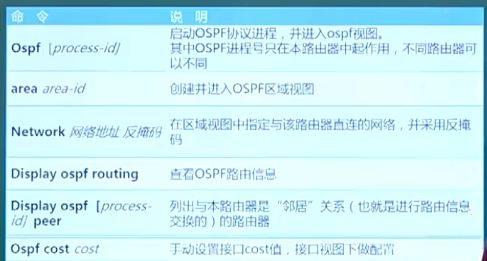 命 令 说 明
Ospf [process-id] 启动OSPF协议进程，并进入ospf视图。
其中OSPF进程号只在本路由器中起作用，不同路由器可
以不同
area area-id 创建并进入OSPF区域视图
Network 网络地址 反掩码 在区域视图中指定与该路由器直连的网络，并采用反掩
码
Display ospf routing 查看OSPF路由信息
Display ospf [process-
id] peer 列出与本路由器是“邻居”关系（也就是进行路由信息
交换的）的路由器
Ospf cost cost 手动设置接口cost值，接口视图下做配置